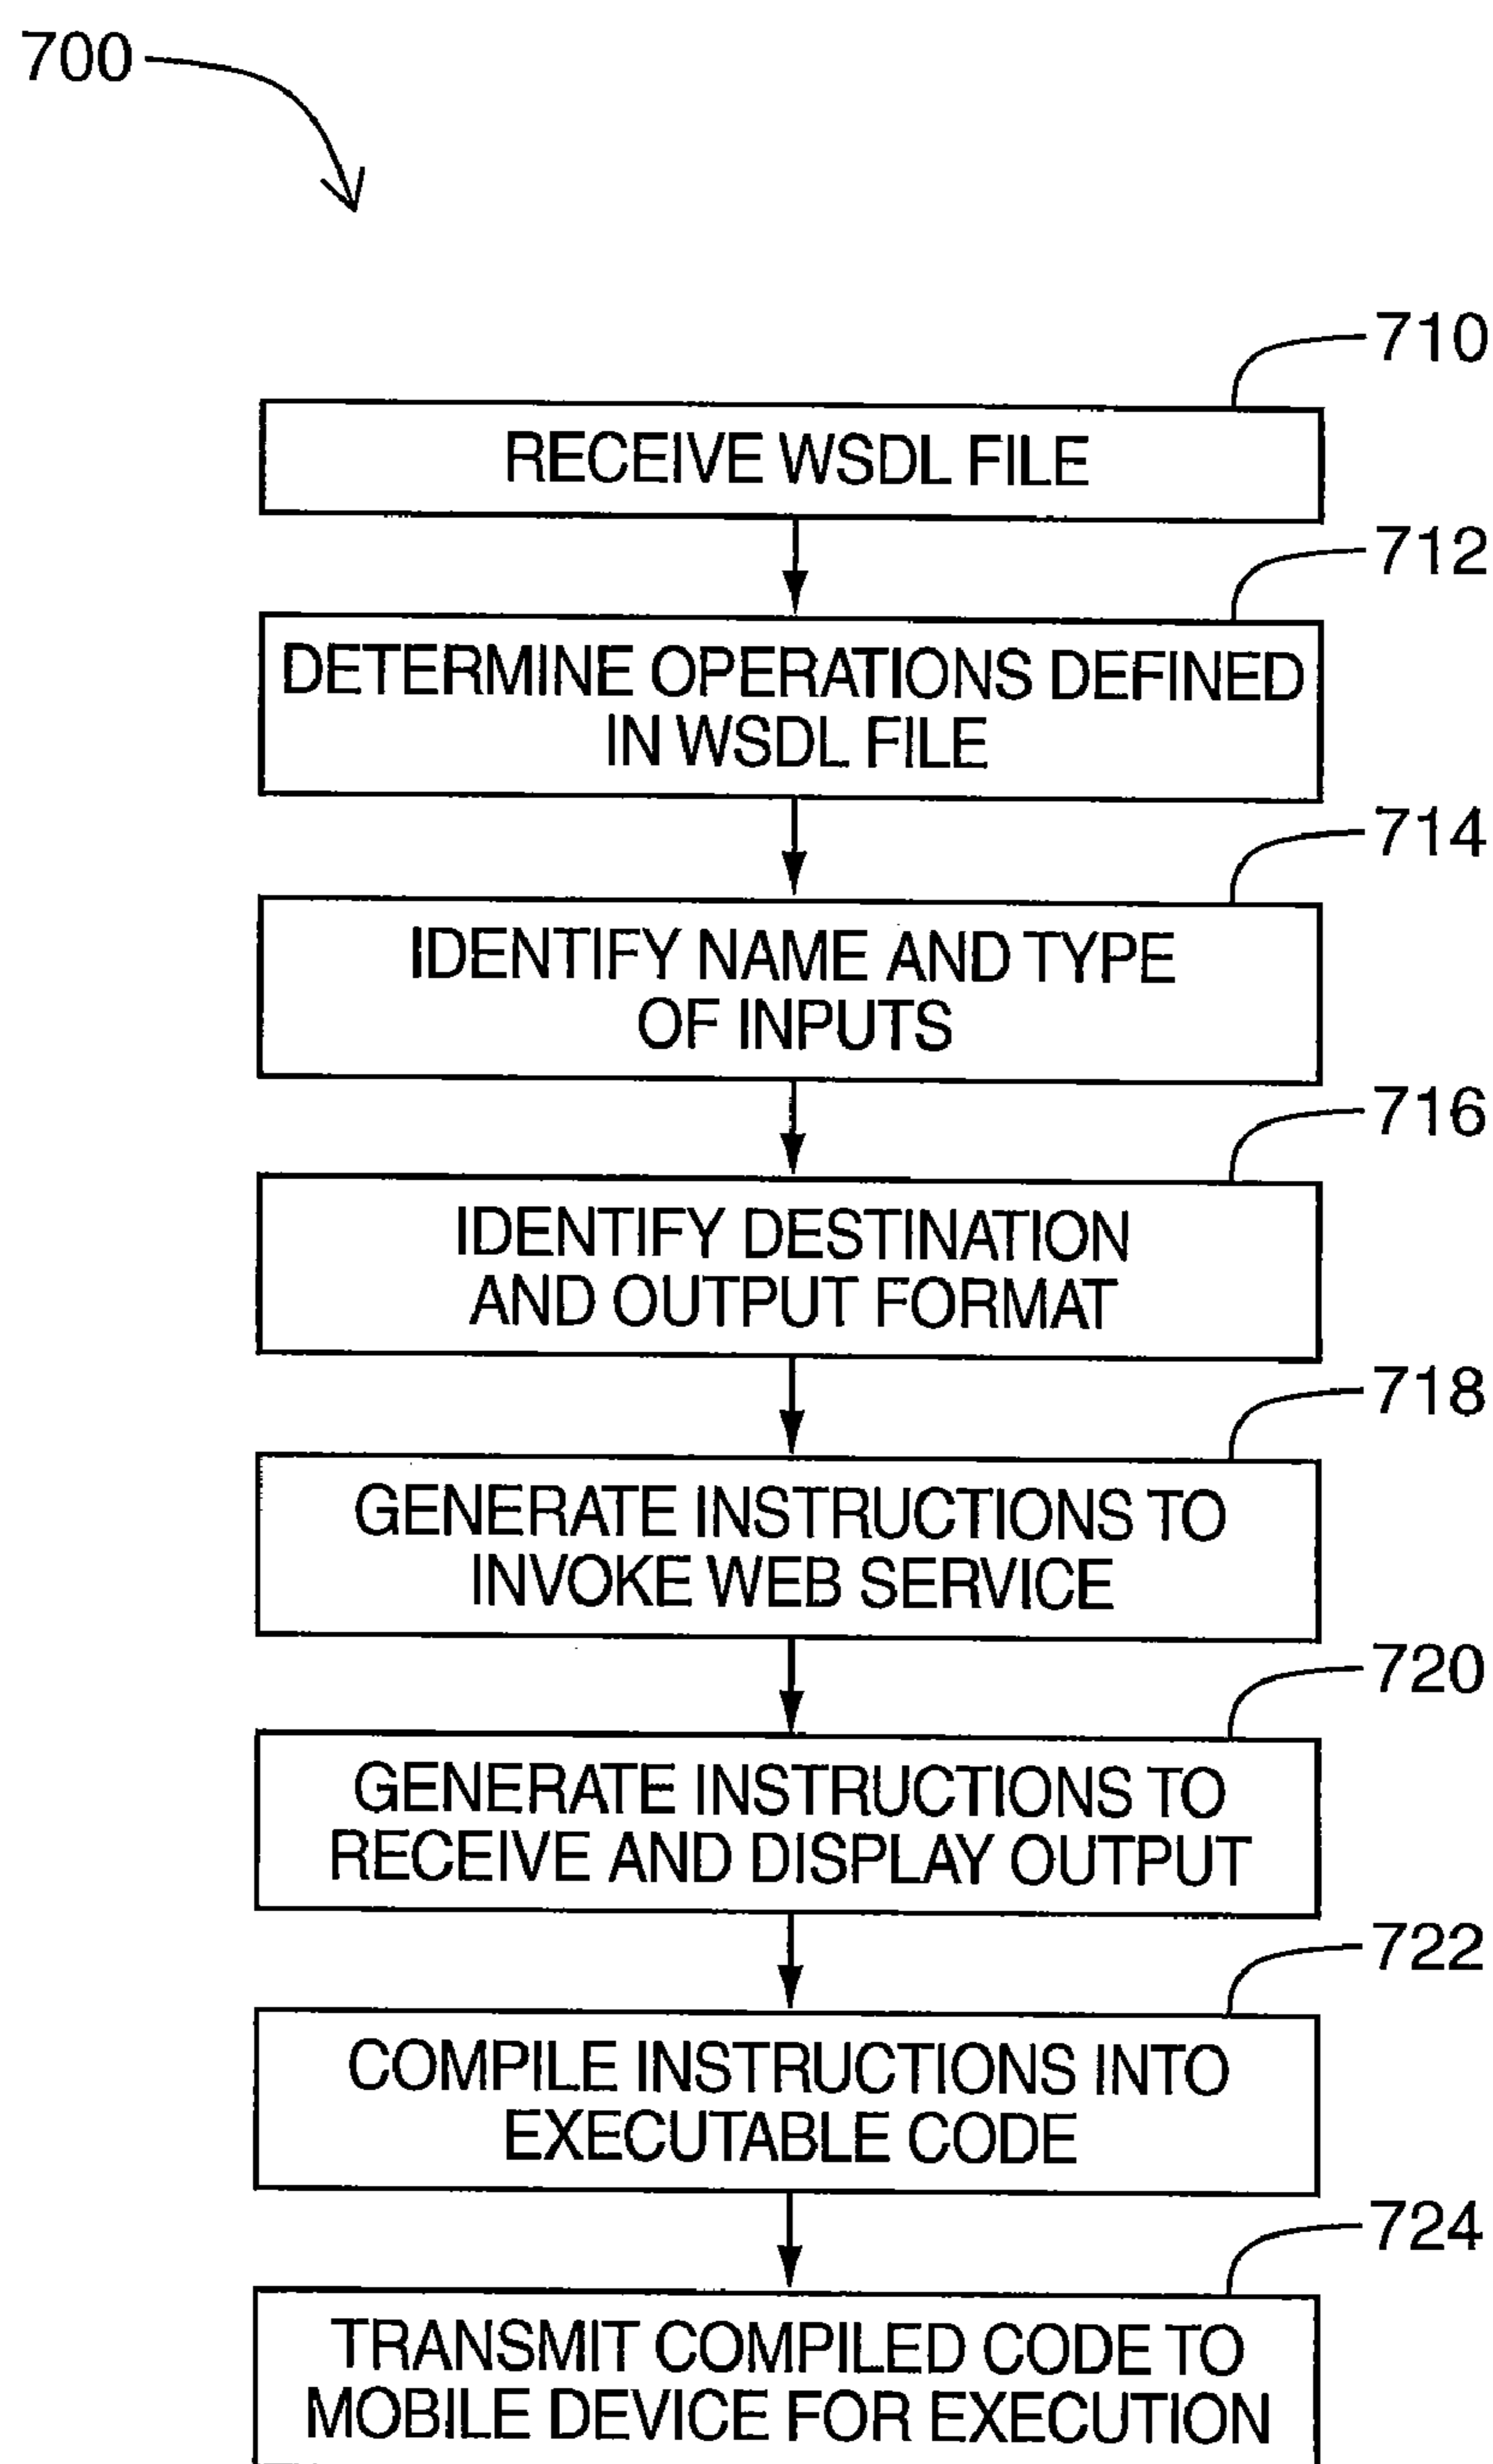 700
710
RECEIVE WSDL FILE
712
DETERMINE OPERATIONS DEFINED
IN WSDL FILE
714
IDENTIFY NAME AND TYPE
OF INPUTS
716
IDENTIFY DESTINATION
AND OUTPUT FORMAT
718
GENERATE INSTRUCTIONS TO
INVOKE WEB SERVICE
720
GENERATE INSTRUCTIONS TO
RECEIVE AND DISPLAY OUTPUT
722
COMPILE INSTRUCTIONS INTO
EXECUTABLE CODE
724
TRANSMIT COMPILED CODE TO
MOBILE DEVICE FOR EXECUTION